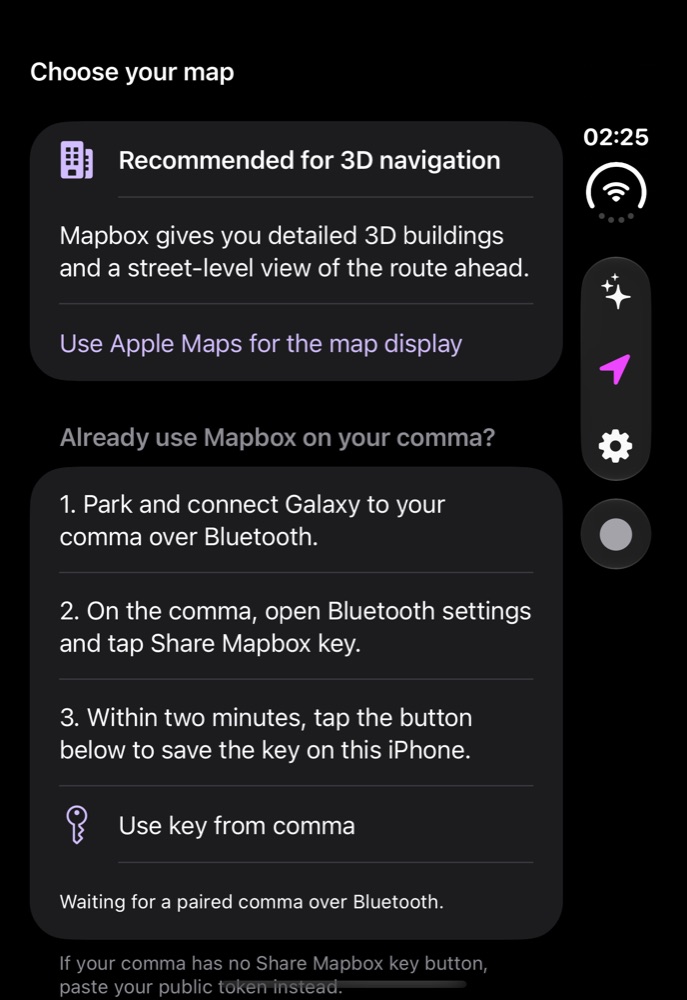 Choose your map
02:25
Recommended for 3D navigation
Mapbox gives you detailed 3D buildings
and a street-level view of the route ahead.
Use Apple Maps for the map display
Already use Mapbox on your comma?
1. Park and connect Galaxy to your
comma over Bluetooth.
2. On the comma, open Bluetooth settings
and tap Share Mapbox key.
3. Within two minutes, tap the button
below to save the key on this iPhone.
Use key from comma
Waiting for a paired comma over Bluetooth.
If your comma has no Share Mapbox key button,
paste your public token instead.